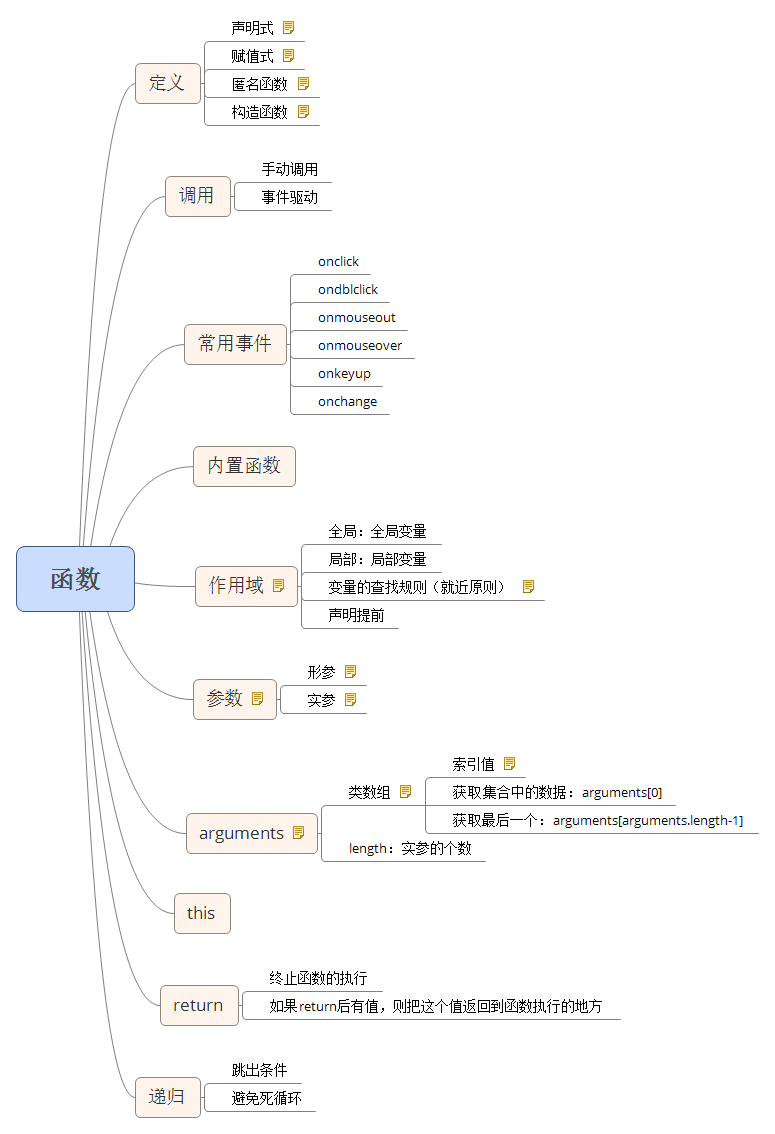 函数
定义
声明式
赋值式
匿名函数
构造函数
调用
手动调用
事件驱动
常用事件
onclick
ondblclick
onmouseout
onmouseover
onkeyup
onchange
内置函数
作用域
全局：全局变量
局部：局部变量
变量的查找规则（就近原则）
声明提前
参数
形参
实参
arguments
类数组
索引值
获取集合中的数据：arguments[0]
获取最后一个：arguments[arguments.length-1]
length：实参的个数
this
return
终止函数的执行
如果return后有值，则把这个值返回到函数执行的地方
递归
跳出条件
避免死循环